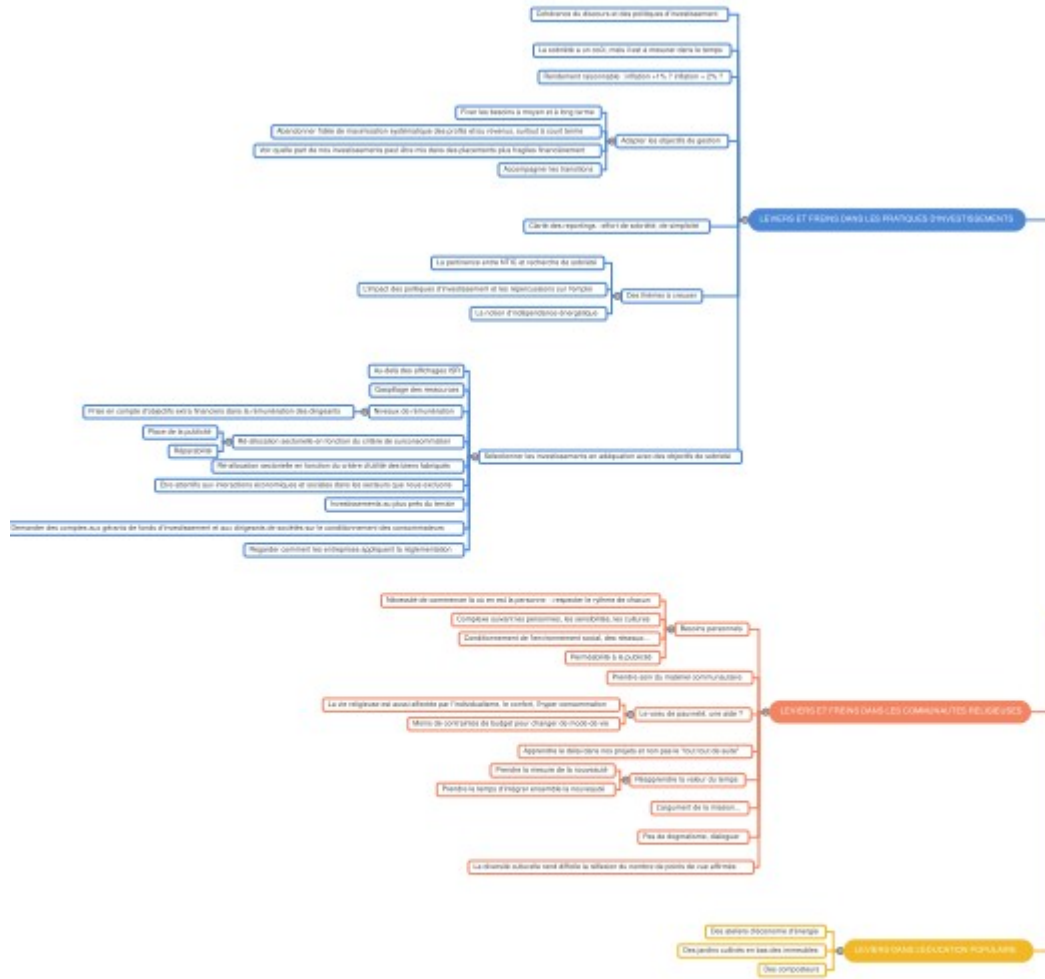 Cohérence du discours et des politiques d'investissement
La sobriété a un coût, mais il est à mesurer dans le temps
Rendement raisonnable : inflation +1% ? Inflation + 2% ?
Fixer les besoins à moyen et à long terme
Abandonner l'idée de maximisation systématique des profits et/ou revenus, surtout à court terme
Voir quelle part de nos investissements peut être mis dans des placements plus fragiles financièrement
Accompagner les transitions
Adapter les objectifs de gestion
LEVIERS ET FREINS DANS LES PRATIQUES D'INVESTISSEMENTS
Clarté des reportings : effort de sobriété, de simplicité
La pertinence entre NTIC et recherche de sobriété
L'impact des politiques d'investissement et les répercussions sur l'emploi
La notion d'indépendance énergétique
Des thèmes à creuser
Au-delà des affichages ISR
Gaspillage des ressources
Prise en compte d'objectifs extra financiers dans la rémunération des dirigeants
Niveaux de rémunération
Place de la publicité
Réparabilité
Ré-allocation sectorielle en fonction du critère de surconsommation
Sélectionner les investissements en adéquation avec des objectifs de sobriété
Ré-allocation sectorielle en fonction du critère d'utilité des biens fabriqués
Être attentifs aux interactions économiques et sociales dans les secteurs que nous excluons
Investissements au plus près du terrain
Demander des comptes aux gérants de fonds d'investissement et aux dirigeants de sociétés sur le conditionnement des consommateurs
Regarder comment les entreprises appliquent la réglementation
Nécessité de commencer là où en est la personne : respecter le rythme de chacun
Complexe suivant les personnes, les sensibilités, les cultures
Conditionnement de l'environnement social, des réseaux...
Perméabilité à la publicité
Besoins personnels
Prendre soin du matériel communautaire
La vie religieuse est aussi atteinte par l'individualisme, le confort, l'hyper consommation
Moins de contraintes de budget pour changer de mode de vie
Le vœu de pauvreté, une aide ?
LEVIERS ET FREINS DANS LES COMMUNAUTES RELIGIEUSES
Apprendre le délai dans nos projets et non pas le "tout tout de suite"
Prendre la mesure de la nouveauté
Prendre le temps d'intégrer ensemble la nouveauté
Réapprendre la valeur du temps
L'argument de la mission...
Pas de dogmatisme, dialoguer
La diversité culturelle rend difficile la réflexion du nombre de points de vue affirmés
Des ateliers d'économie d'énergie
Des jardins cultivés en bas des immeubles
Des composteurs
LEVIERS DANS L'EDUCATION POPULAIRE